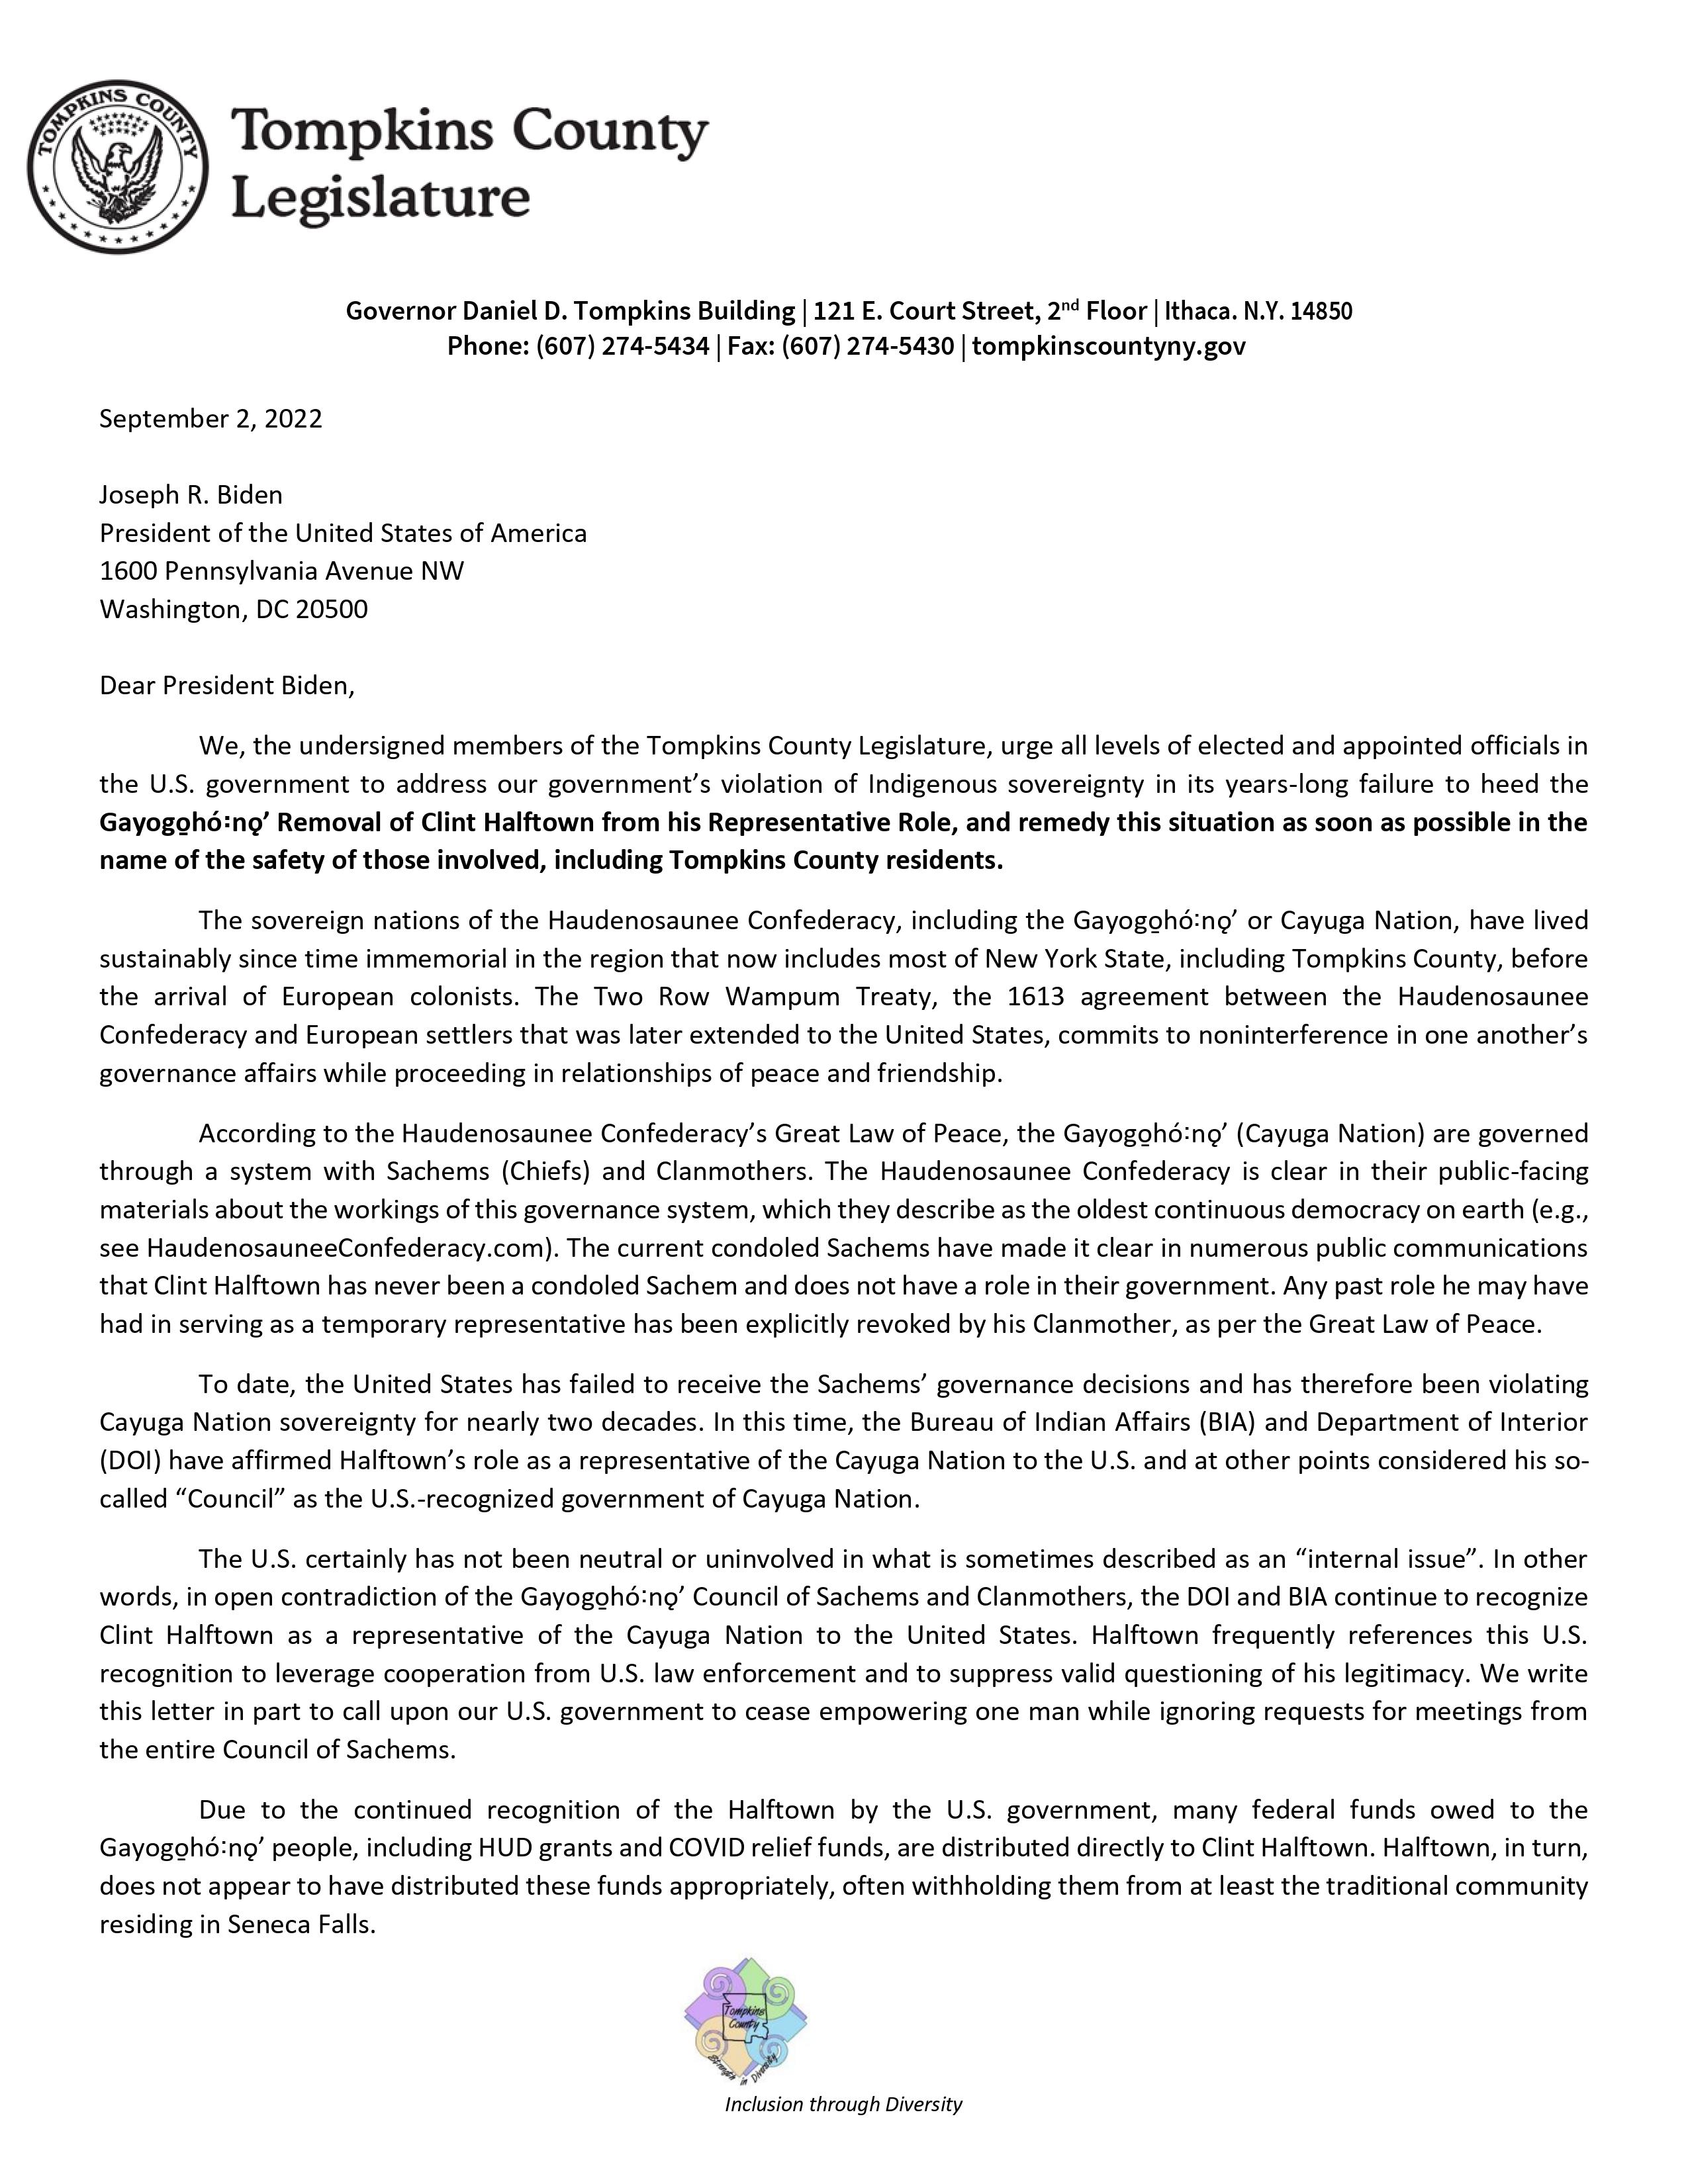 TOMPKINS COUNTY
Tompkins County
Legislature
Governor Daniel D. Tompkins Building | 121 E. Court Street, 2nd Floor | Ithaca. N.Y. 14850
Phone: (607) 274-5434 | Fax: (607) 274-5430 | tompkinscountyny.gov
September 2, 2022
Joseph R. Biden
President of the United States of America
1600 Pennsylvania Avenue NW
Washington, DC 20500
Dear President Biden,
We, the undersigned members of the Tompkins County Legislature, urge all levels of elected and appointed officials in
the U.S. government to address our government’s violation of Indigenous sovereignty in its years-long failure to heed the
Gayogo̱hó꞉nǫ’ Removal of Clint Halftown from his Representative Role, and remedy this situation as soon as possible in the
name of the safety of those involved, including Tompkins County residents.
The sovereign nations of the Haudenosaunee Confederacy, including the Gayogo̱hó꞉nǫ’ or Cayuga Nation, have lived
sustainably since time immemorial in the region that now includes most of New York State, including Tompkins County, before
the arrival of European colonists. The Two Row Wampum Treaty, the 1613 agreement between the Haudenosaunee
Confederacy and European settlers that was later extended to the United States, commits to noninterference in one another’s
governance affairs while proceeding in relationships of peace and friendship.
According to the Haudenosaunee Confederacy’s Great Law of Peace, the Gayogo̱hó꞉nǫ’ (Cayuga Nation) are governed
through a system with Sachems (Chiefs) and Clanmothers. The Haudenosaunee Confederacy is clear in their public-facing
materials about the workings of this governance system, which they describe as the oldest continuous democracy on earth (e.g.,
see HaudenosauneeConfederacy.com). The current condoled Sachems have made it clear in numerous public communications
that Clint Halftown has never been a condoled Sachem and does not have a role in their government. Any past role he may have
had in serving as a temporary representative has been explicitly revoked by his Clanmother, as per the Great Law of Peace.
To date, the United States has failed to receive the Sachems’ governance decisions and has therefore been violating
Cayuga Nation sovereignty for nearly two decades. In this time, the Bureau of Indian Affairs (BIA) and Department of Interior
(DOI) have affirmed Halftown’s role as a representative of the Cayuga Nation to the U.S. and at other points considered his so-
called “Council” as the U.S.-recognized government of Cayuga Nation.
The U.S. certainly has not been neutral or uninvolved in what is sometimes described as an “internal issue”. In other
words, in open contradiction of the Gayogo̱hó꞉nǫ’ Council of Sachems and Clanmothers, the DOI and BIA continue to recognize
Clint Halftown as a representative of the Cayuga Nation to the United States. Halftown frequently references this U.S.
recognition to leverage cooperation from U.S. law enforcement and to suppress valid questioning of his legitimacy. We write
this letter in part to call upon our U.S. government to cease empowering one man while ignoring requests for meetings from
the entire Council of Sachems.
Due to the continued recognition of the Halftown by the U.S. government, many federal funds owed to the
Gayogo̱hó꞉nǫ’ people, including HUD grants and COVID relief funds, are distributed directly to Clint Halftown. Halftown, in turn,
does not appear to have distributed these funds appropriately, often withholding them from at least the traditional community
residing in Seneca Falls.
Tompkins
County
Strength in Diversity
Inclusion through Diversity